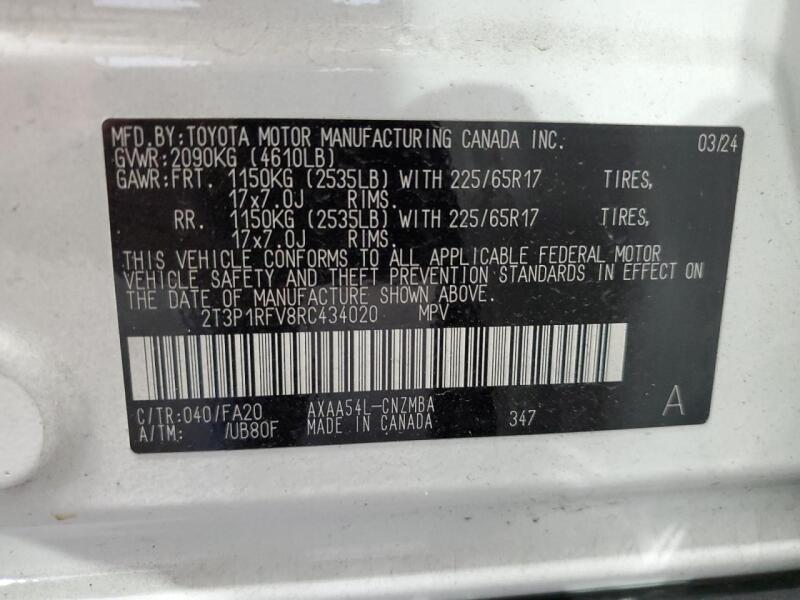 MFD.BY:TOYOTA MOTOR MANUFACTURING CANADA INC. 03/24
GVWR:2090KG (4610LB)
GAWR:FRT. 1150KG (2535LB) WITH 225/65R17 TIRES,
17x7.0J RIMS.
RR. 1150KG (2535LB) WITH 225/65R17 TIRES,
17x7.0J RIMS.
THIS VEHICLE CONFORMS TO ALL APPLICABLE FEDERAL MOTOR
VEHICLE SAFETY AND THEFT PREVENTION STANDARDS IN EFFECT ON
THE DATE OF MANUFACTURE SHOWN ABOVE.
2T3P1RFV8RC434020 MPV
C/TR:040/FA20 AXAA54L-CNZMBA A
A/TM: /UB80F MADE IN CANADA 347